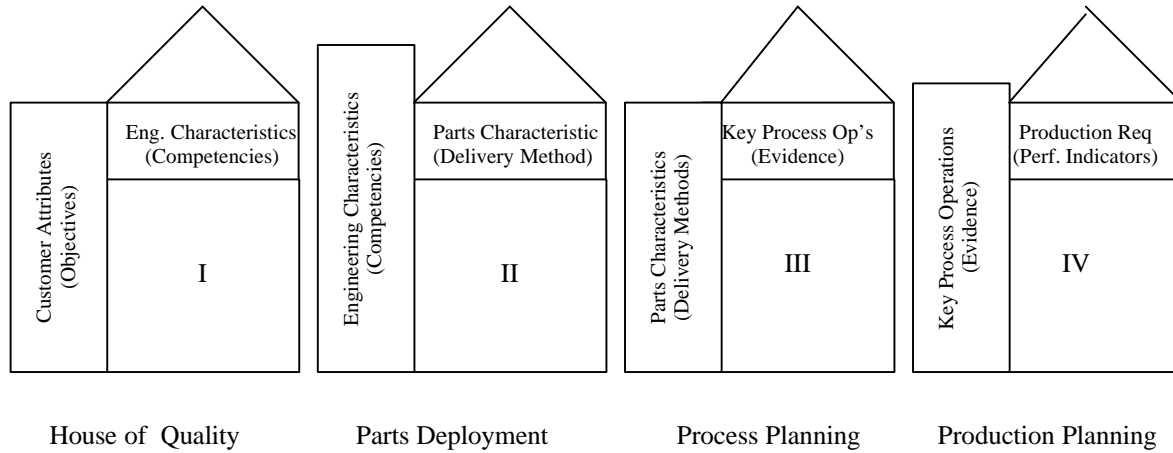 Customer Attributes
(Objectives)
Eng. Characteristics
(Competencies)
I
House of Quality
Engineering Characteristics
(Competencies)
Parts Characteristic
(Delivery Method)
II
Parts Deployment
Parts Characteristics
(Delivery Methods)
Key Process Op's
(Evidence)
III
Process Planning
Key Process Operations
(Evidence)
Production Req
(Perf. Indicators)
IV
Production Planning